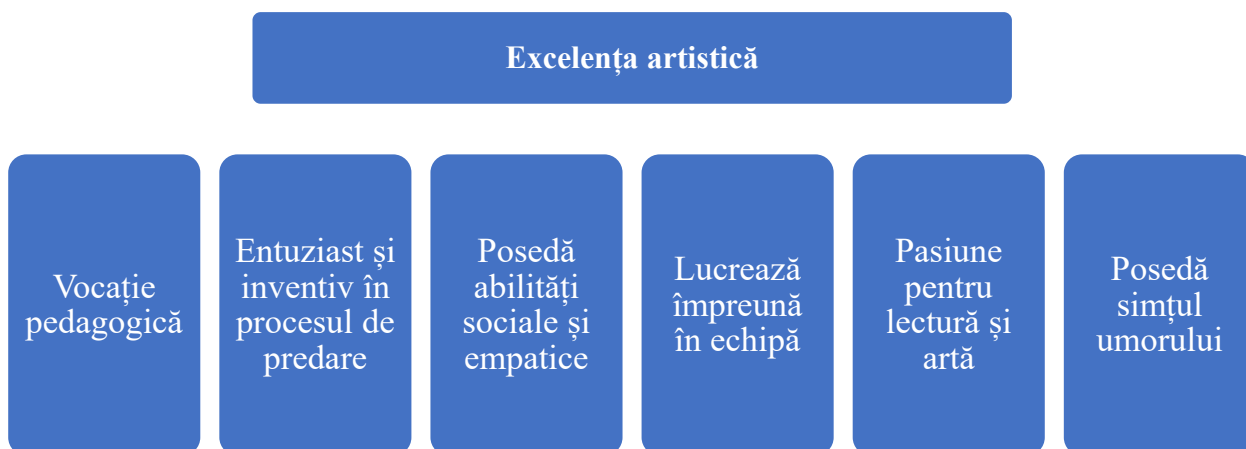 Excelența artistică
Vocație
pedagogică
Entuziast și
inventiv în
procesul de
predare
Posedă
abilități
sociale și
empatice
Lucrează
împreună
în echipă
Pasiune
pentru
lectură și
artă
Posedă
simțul
umorului